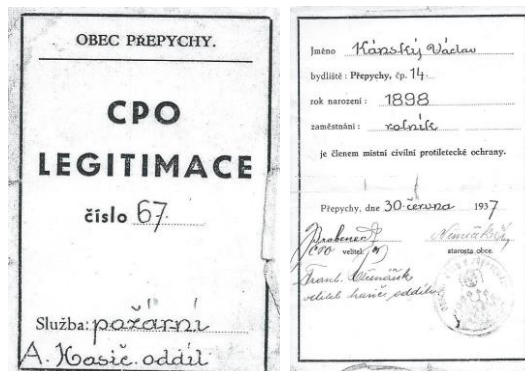 OBEC PŘEPYCHY.
CPO
LEGITIMACE
číslo 67.
Služba: požární
A. Hasič. oddíl
Jméno Kánský Václav
bydliště: Přepychy, čp. 14.
rok narození: 1898
zaměstnání: rolník
je členem místní civilní protiletecké ochrany.
Přepychy, dne 30. června 1937
CPO velitel
starosta obce.
Frant.
velitel hasič. oddílu